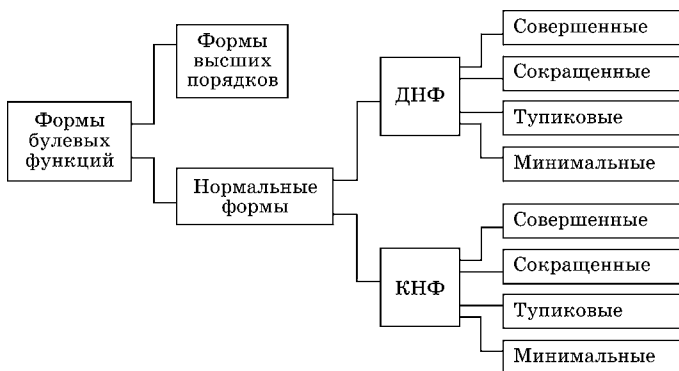 Формы
высших
порядков
Формы
булевых
функций
Нормальные
формы
ДНФ
Совершенные
Сокращенные
Тупиковые
Минимальные
КНФ
Совершенные
Сокращенные
Тупиковые
Минимальные